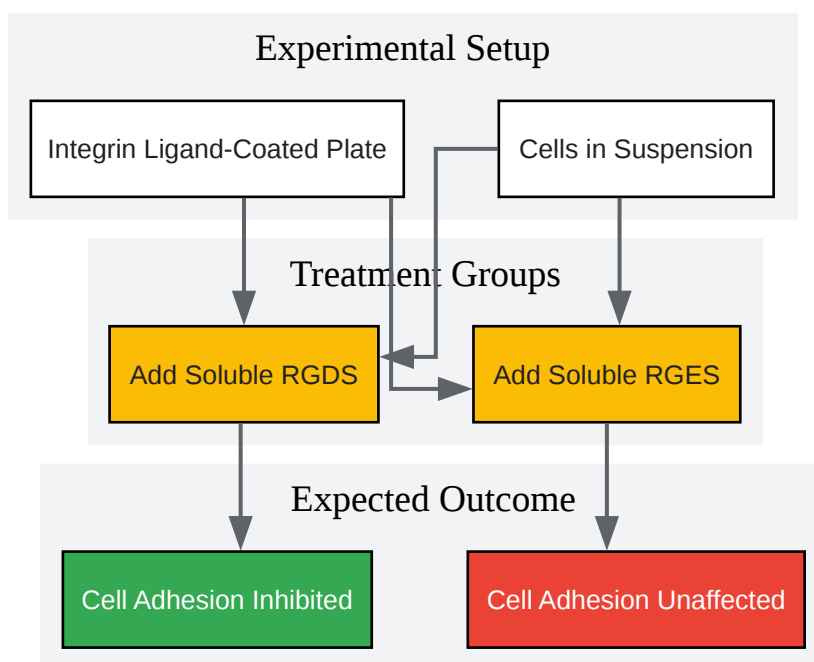 Experimental Setup
Integrin Ligand-Coated Plate
Cells in Suspension
Treatment Groups
Add Soluble RGDS
Add Soluble RGES
Expected Outcome
Cell Adhesion Inhibited
Cell Adhesion Unaffected